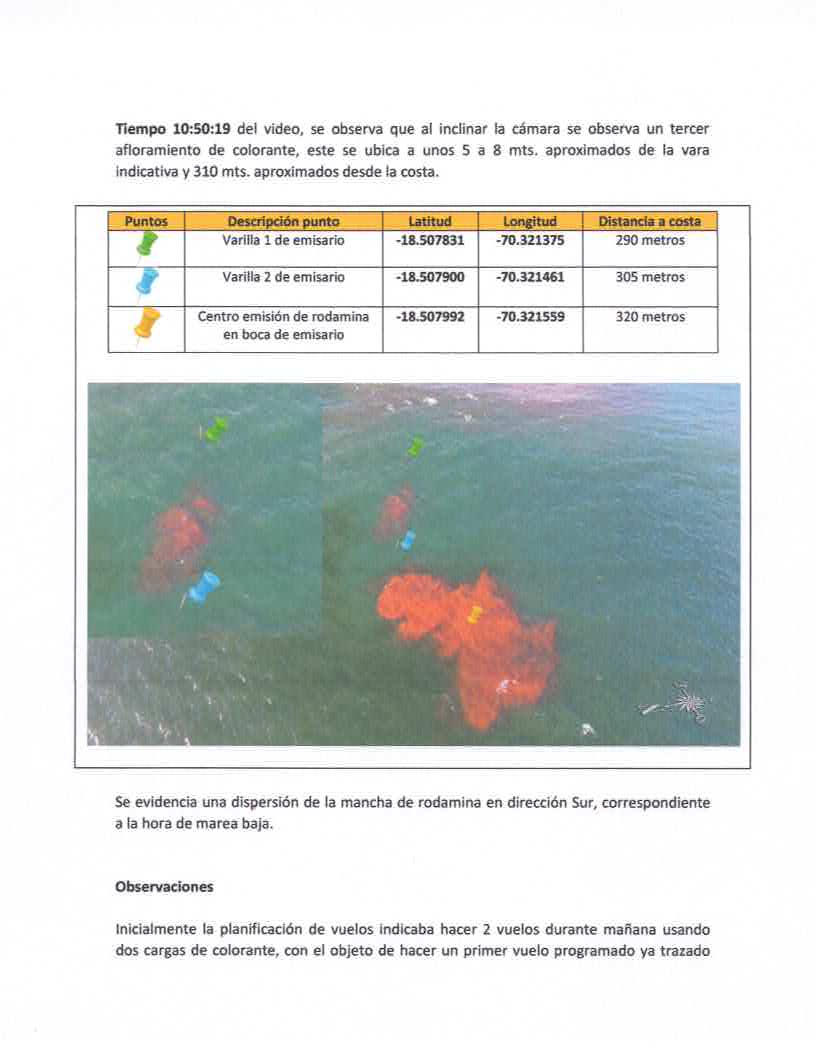 Tiempo 10:50:19 del video, se observa que al inclinar la cámara se observa un tercer
afloramiento de colorante, este se ubica a unos 5 a 8 mts. aproximados de la vara
indicativa y 310 mts. aproximados desde la costa.
Puntos Descripción punto Latitud Longitud Distancia a costa
Varilla 1 de emisario -18.507831 -70.321375 290 metros
Varilla 2 de emisario -18.507900 -70.321461 305 metros
Centro emisión de rodamina -18.507992 -70.321559 320 metros
en boca de emisario
Se evidencia una dispersión de la mancha de rodamina en dirección Sur, correspondiente
a la hora de marea baja.
Observaciones
Inicialmente la planificación de vuelos indicaba hacer 2 vuelos durante mañana usando
dos cargas de colorante, con el objeto de hacer un primer vuelo programado ya trazado